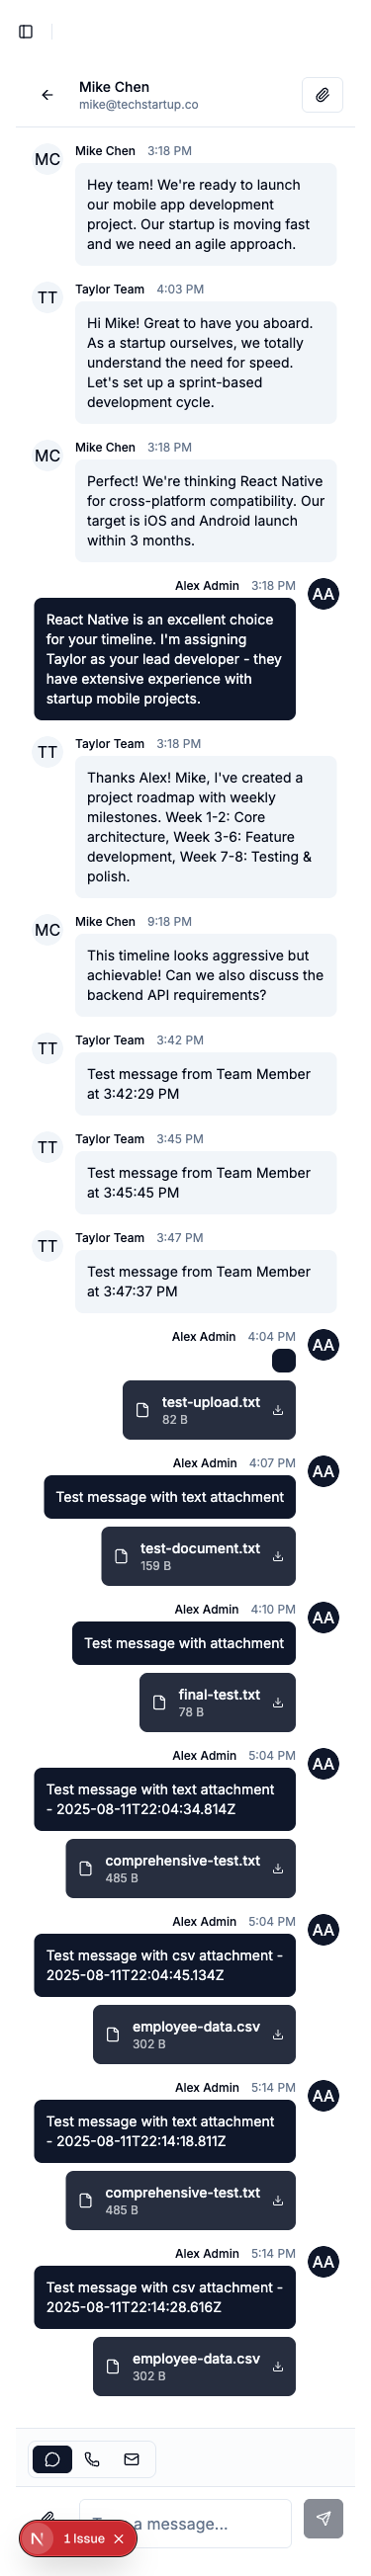 Mike Chen
mike@techstartup.co
MC
Mike Chen 3:18 PM
Hey team! We're ready to launch
our mobile app development
project. Our startup is moving fast
and we need an agile approach.
TT
Taylor Team 4:03 PM
Hi Mike! Great to have you aboard.
As a startup ourselves, we totally
understand the need for speed.
Let's set up a sprint-based
development cycle.
MC
Mike Chen 3:18 PM
Perfect! We're thinking React Native
for cross-platform compatibility. Our
target is iOS and Android launch
within 3 months.
Alex Admin 3:18 PM
AA
React Native is an excellent choice
for your timeline. I'm assigning
Taylor as your lead developer - they
have extensive experience with
startup mobile projects.
TT
Taylor Team 3:18 PM
Thanks Alex! Mike, I've created a
project roadmap with weekly
milestones. Week 1-2: Core
architecture, Week 3-6: Feature
development, Week 7-8: Testing &
polish.
MC
Mike Chen 9:18 PM
This timeline looks aggressive but
achievable! Can we also discuss the
backend API requirements?
TT
Taylor Team 3:42 PM
Test message from Team Member
at 3:42:29 PM
TT
Taylor Team 3:45 PM
Test message from Team Member
at 3:45:45 PM
TT
Taylor Team 3:47 PM
Test message from Team Member
at 3:47:37 PM
Alex Admin 4:04 PM
AA
test-upload.txt
82 B
Alex Admin 4:07 PM
AA
Test message with text attachment
test-document.txt
159 B
Alex Admin 4:10 PM
AA
Test message with attachment
final-test.txt
78 B
Alex Admin 5:04 PM
AA
Test message with text attachment
- 2025-08-11T22:04:34.814Z
comprehensive-test.txt
485 B
Alex Admin 5:04 PM
AA
Test message with csv attachment -
2025-08-11T22:04:45.134Z
employee-data.csv
302 B
Alex Admin 5:14 PM
AA
Test message with text attachment
- 2025-08-11T22:14:18.811Z
comprehensive-test.txt
485 B
Alex Admin 5:14 PM
AA
Test message with csv attachment -
2025-08-11T22:14:28.616Z
employee-data.csv
302 B
a message...
N 1 Issue